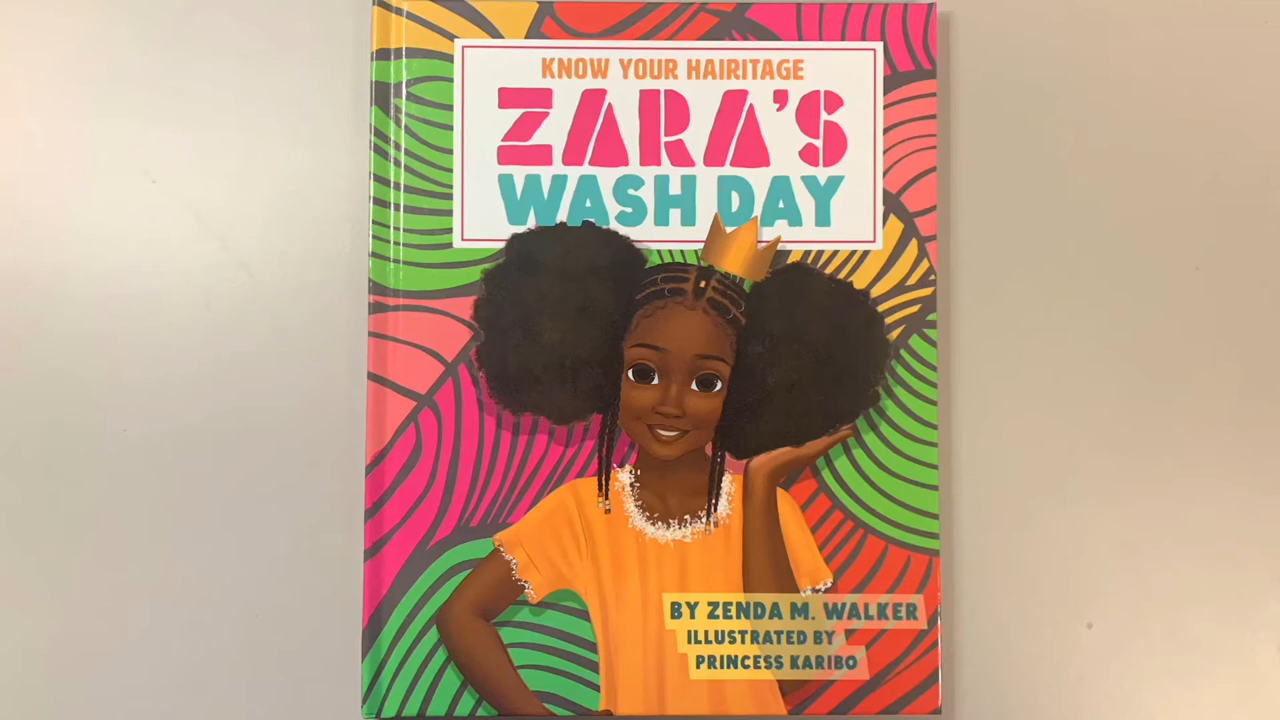 KNOW YOUR HAIRITAGE
ZARA'S
WASH DAY
BY ZENDA M. WALKER
ILLUSTRATED BY
PRINCESS KARIBO